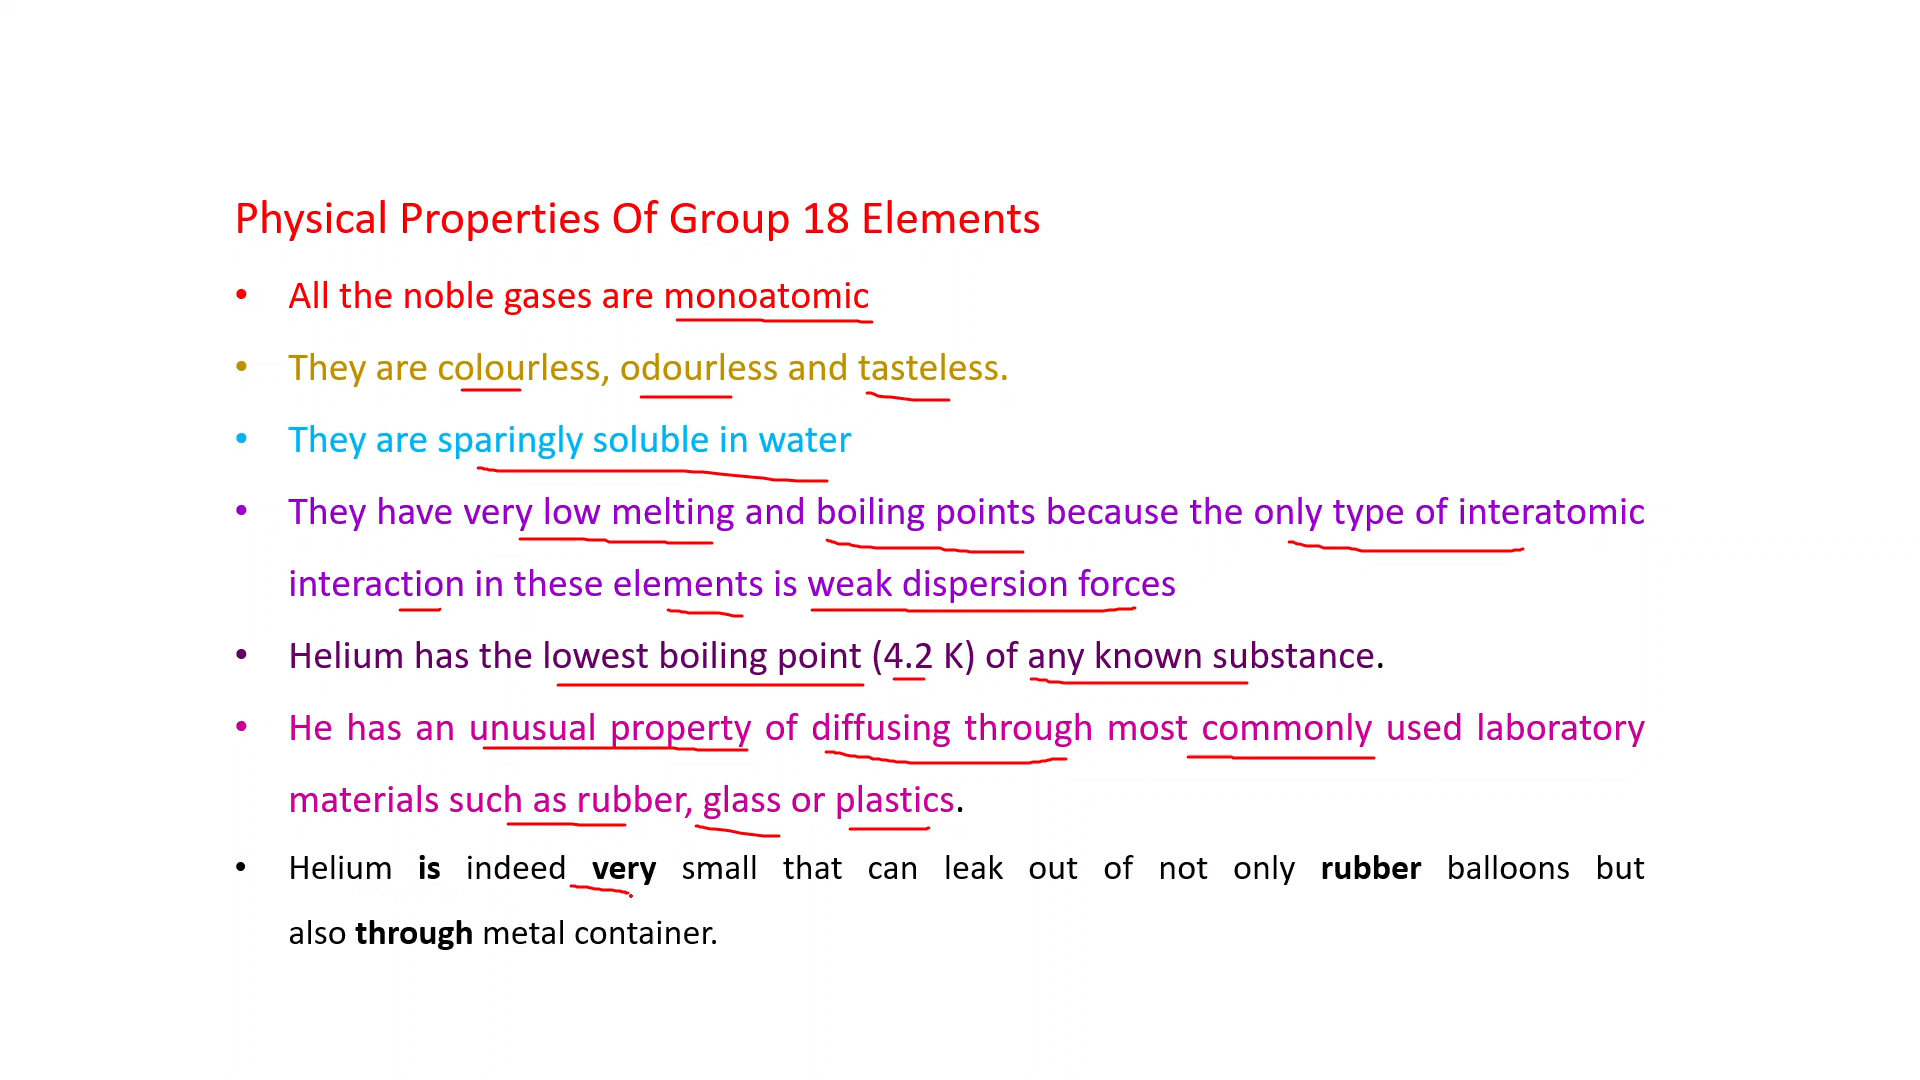 Physical Properties Of Group 18 Elements
• All the noble gases are monoatomic
• They are colourless, odourless and tasteless.
• They are sparingly soluble in water
• They have very low melting and boiling points because the only type of interatomic
interaction in these elements is weak dispersion forces
• Helium has the lowest boiling point (4.2 K) of any known substance.
• He has an unusual property of diffusing through most commonly used laboratory
materials such as rubber, glass or plastics.
• Helium is indeed very small that can leak out of not only rubber balloons but
also through metal container.